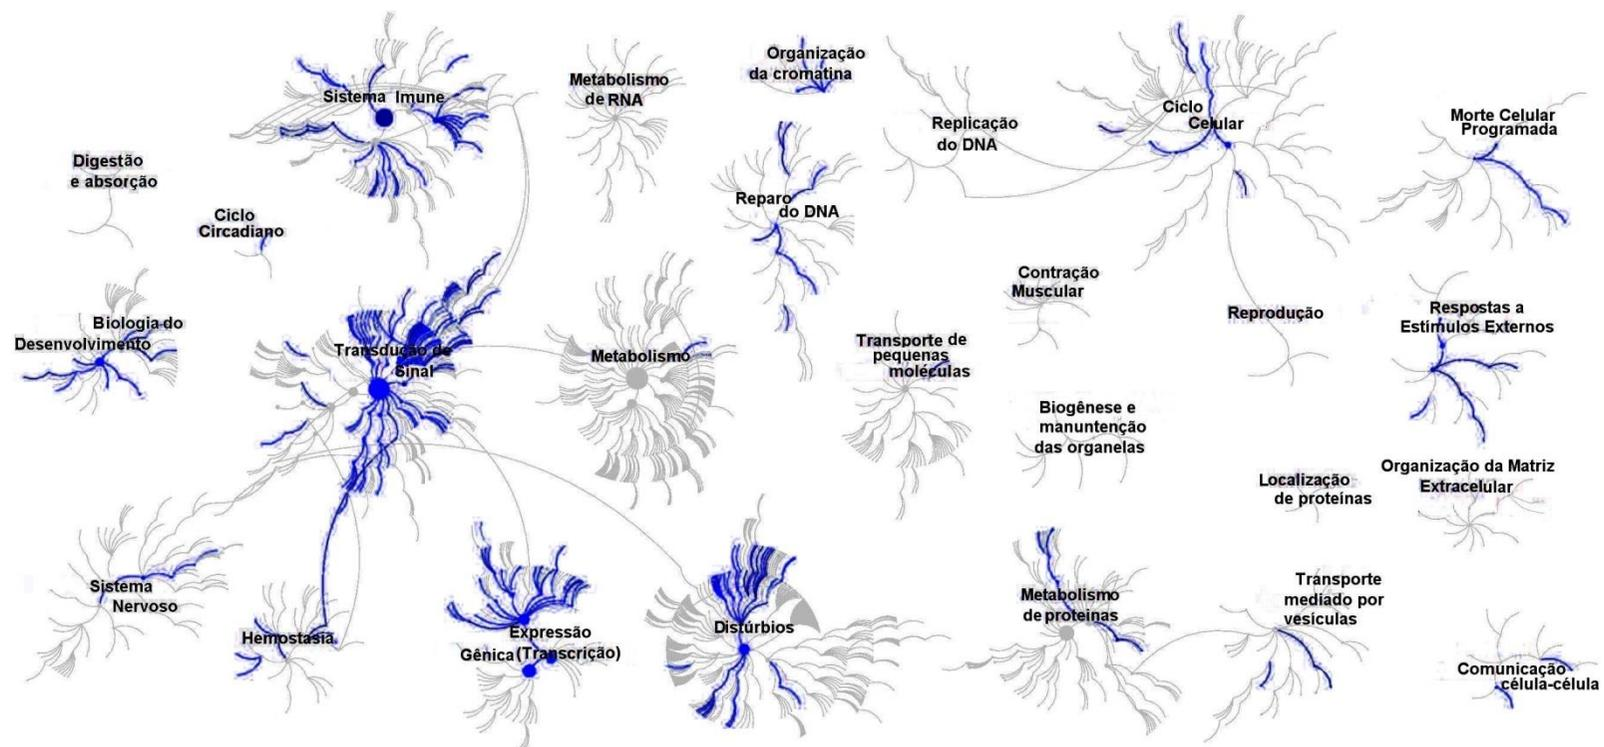 Organização
da cromatina
Metabolismo
de RNA
Sistema Imune
Ciclo
Celular
Morte Celular
Programada
Replicação
do DNA
Digestão
e absorção
Reparo
do DNA
Ciclo
Circadiano
Contração
Muscular
Reprodução
Respostas a
Estímulos Externos
Biologia do
Desenvolvimento
Transdução de
Sinal
Metabolismo
Transporte de
pequenas
moléculas
Biogênese e
manuntenção
das organelas
Organização da Matriz
Extracelular
Localização
de proteínas
Sistema
Nervoso
Hemostasia
Expressão
Gênica (Transcrição)
Distúrbios
Metabolismo
de proteinas
Transporte
mediado por
vesículas
Comunicação
célula-célula